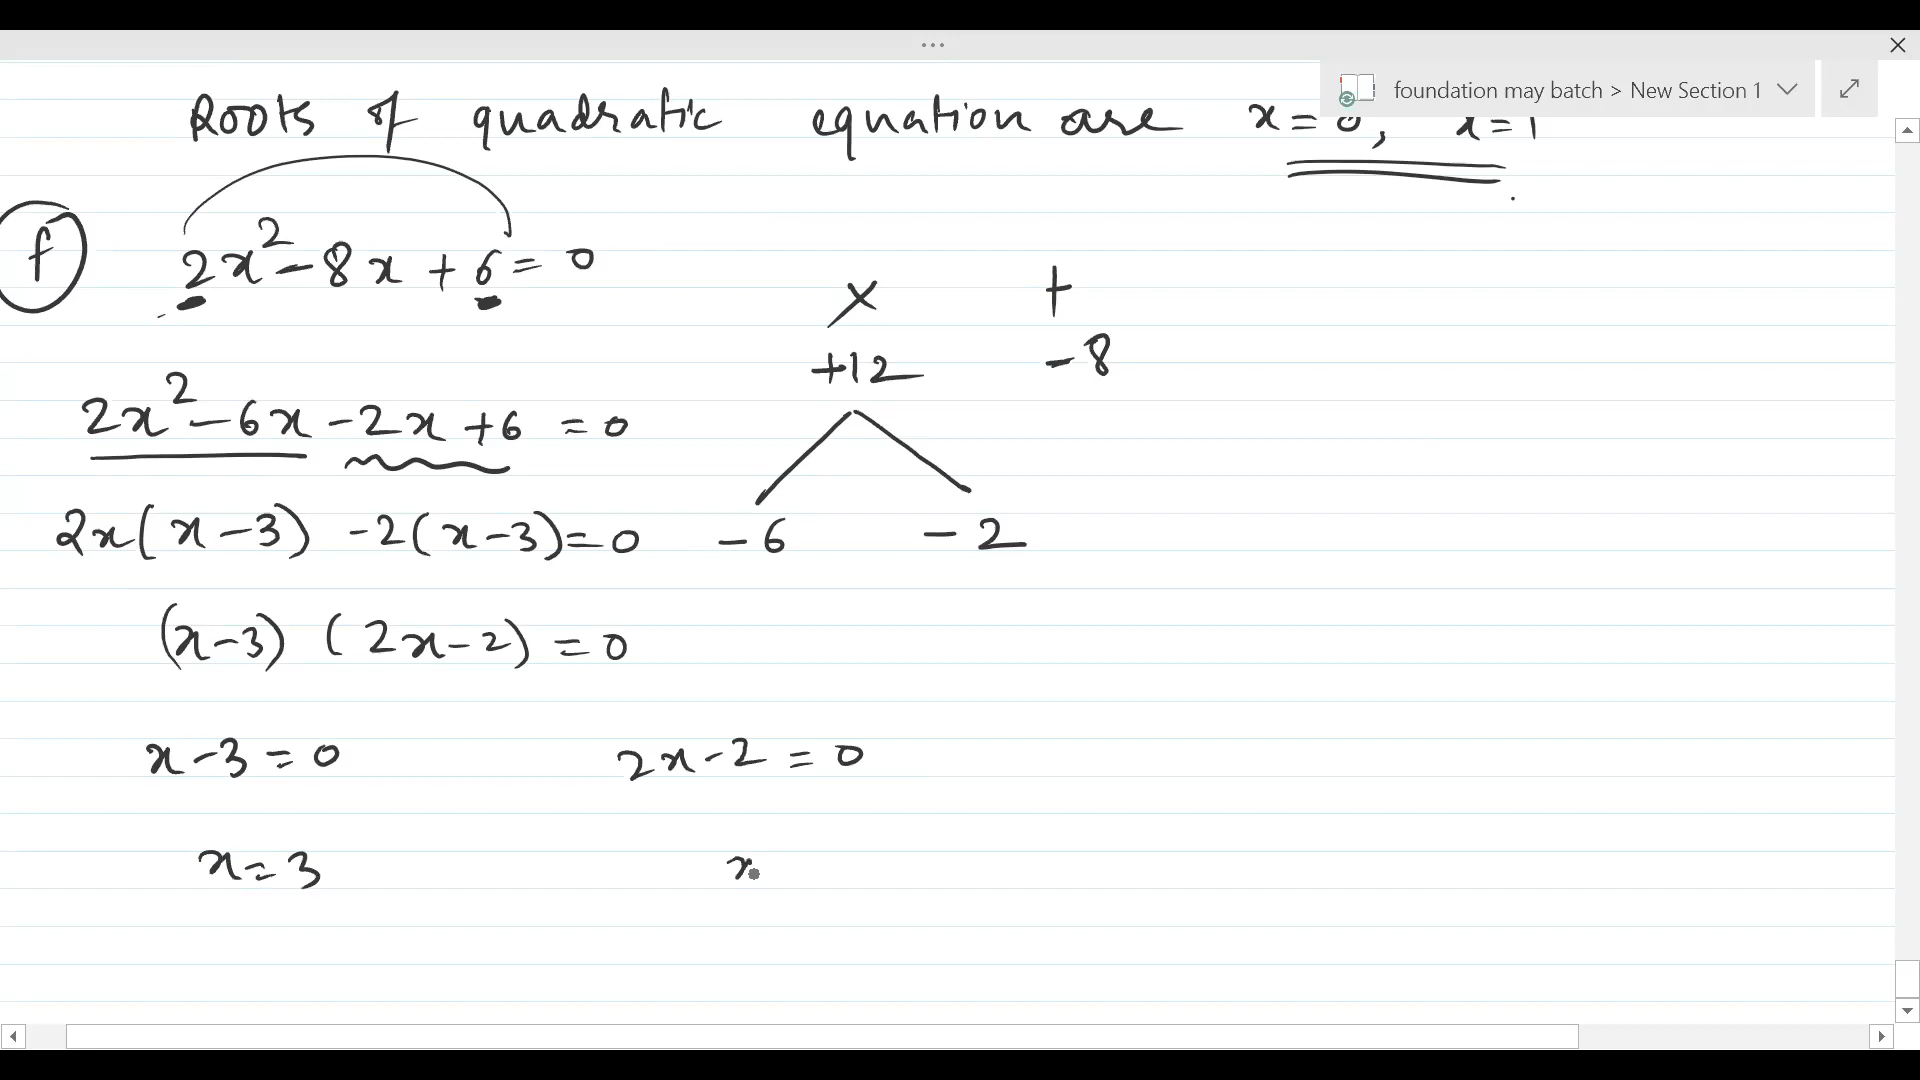 ...
foundation may batch > New Section 1
Roots of quadratic equation are x = 0, x = 1
f 2x² - 8x + 6 = 0
× +
+12 - 8
2x² - 6x - 2x + 6 = 0
2x(x - 3) - 2(x - 3) = 0 - 6 - 2
(x - 3) (2x - 2) = 0
x - 3 = 0 2x - 2 = 0
x = 3 x